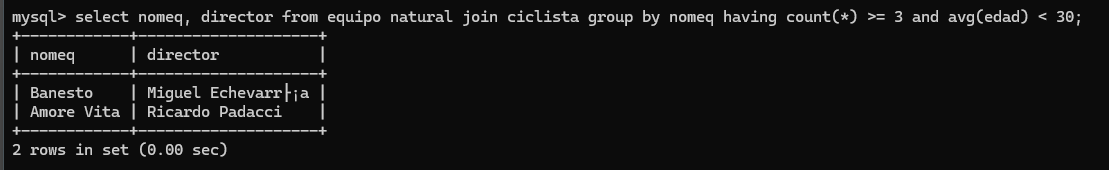 mysql> select nomeq, director from equipo natural join ciclista group by nomeq having count(*) >= 3 and avg(edad) < 30;
+------------+--------------------+
| nomeq      | director           |
+------------+--------------------+
| Banesto    | Miguel Echevarr├¡a |
| Amore Vita | Ricardo Padacci    |
+------------+--------------------+
2 rows in set (0.00 sec)